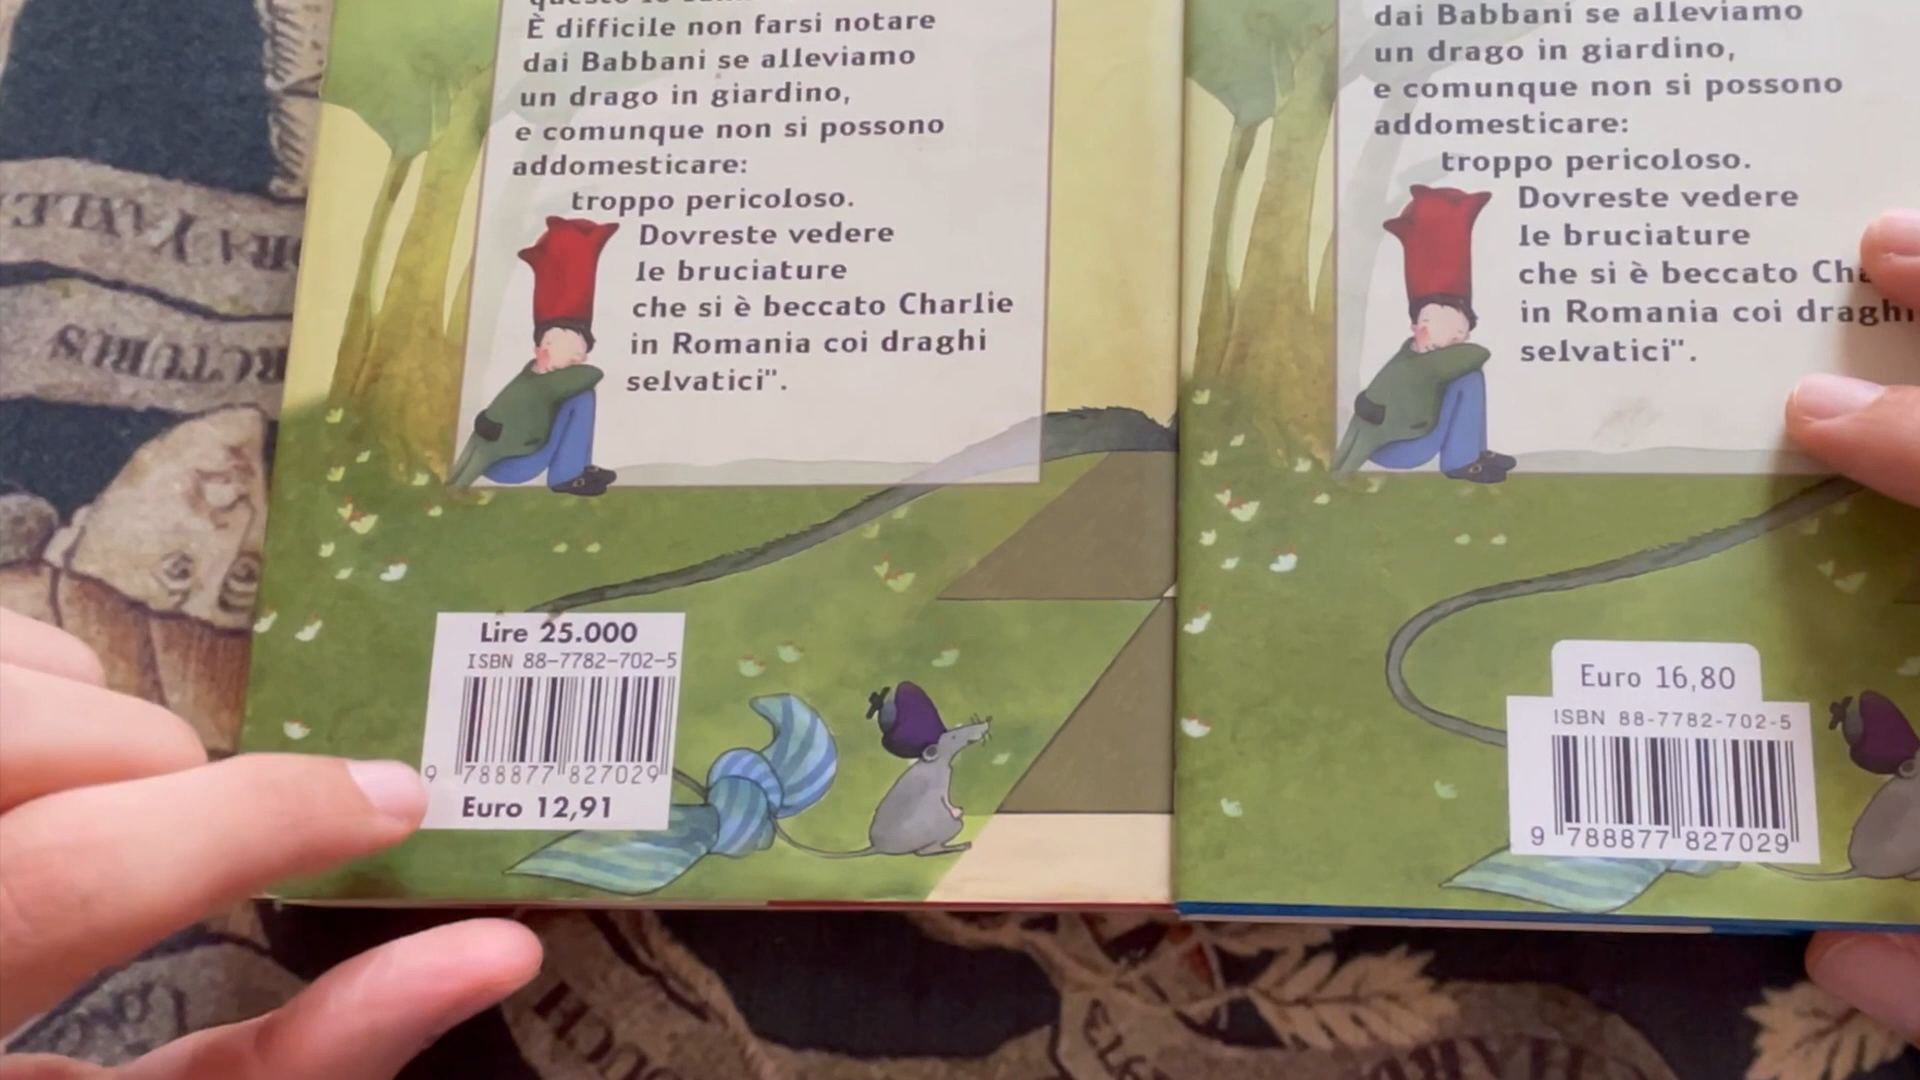 È difficile non farsi notare
dai Babbani se alleviamo
un drago in giardino,
e comunque non si possono
addomesticare:
troppo pericoloso.
Dovreste vedere
le bruciature
che si è beccato Charlie
in Romania coi draghi
selvatici".
Lire 25.000
ISBN 88-7782-702-5
9 788877 827029
Euro 12,91
dai Babbani se alleviamo
un drago in giardino,
e comunque non si possono
addomesticare:
troppo pericoloso.
Dovreste vedere
le bruciature
che si è beccato
in Romania coi draghi
selvatici".
Euro 16,80
ISBN 88-7782-702-5
9 788877 827029